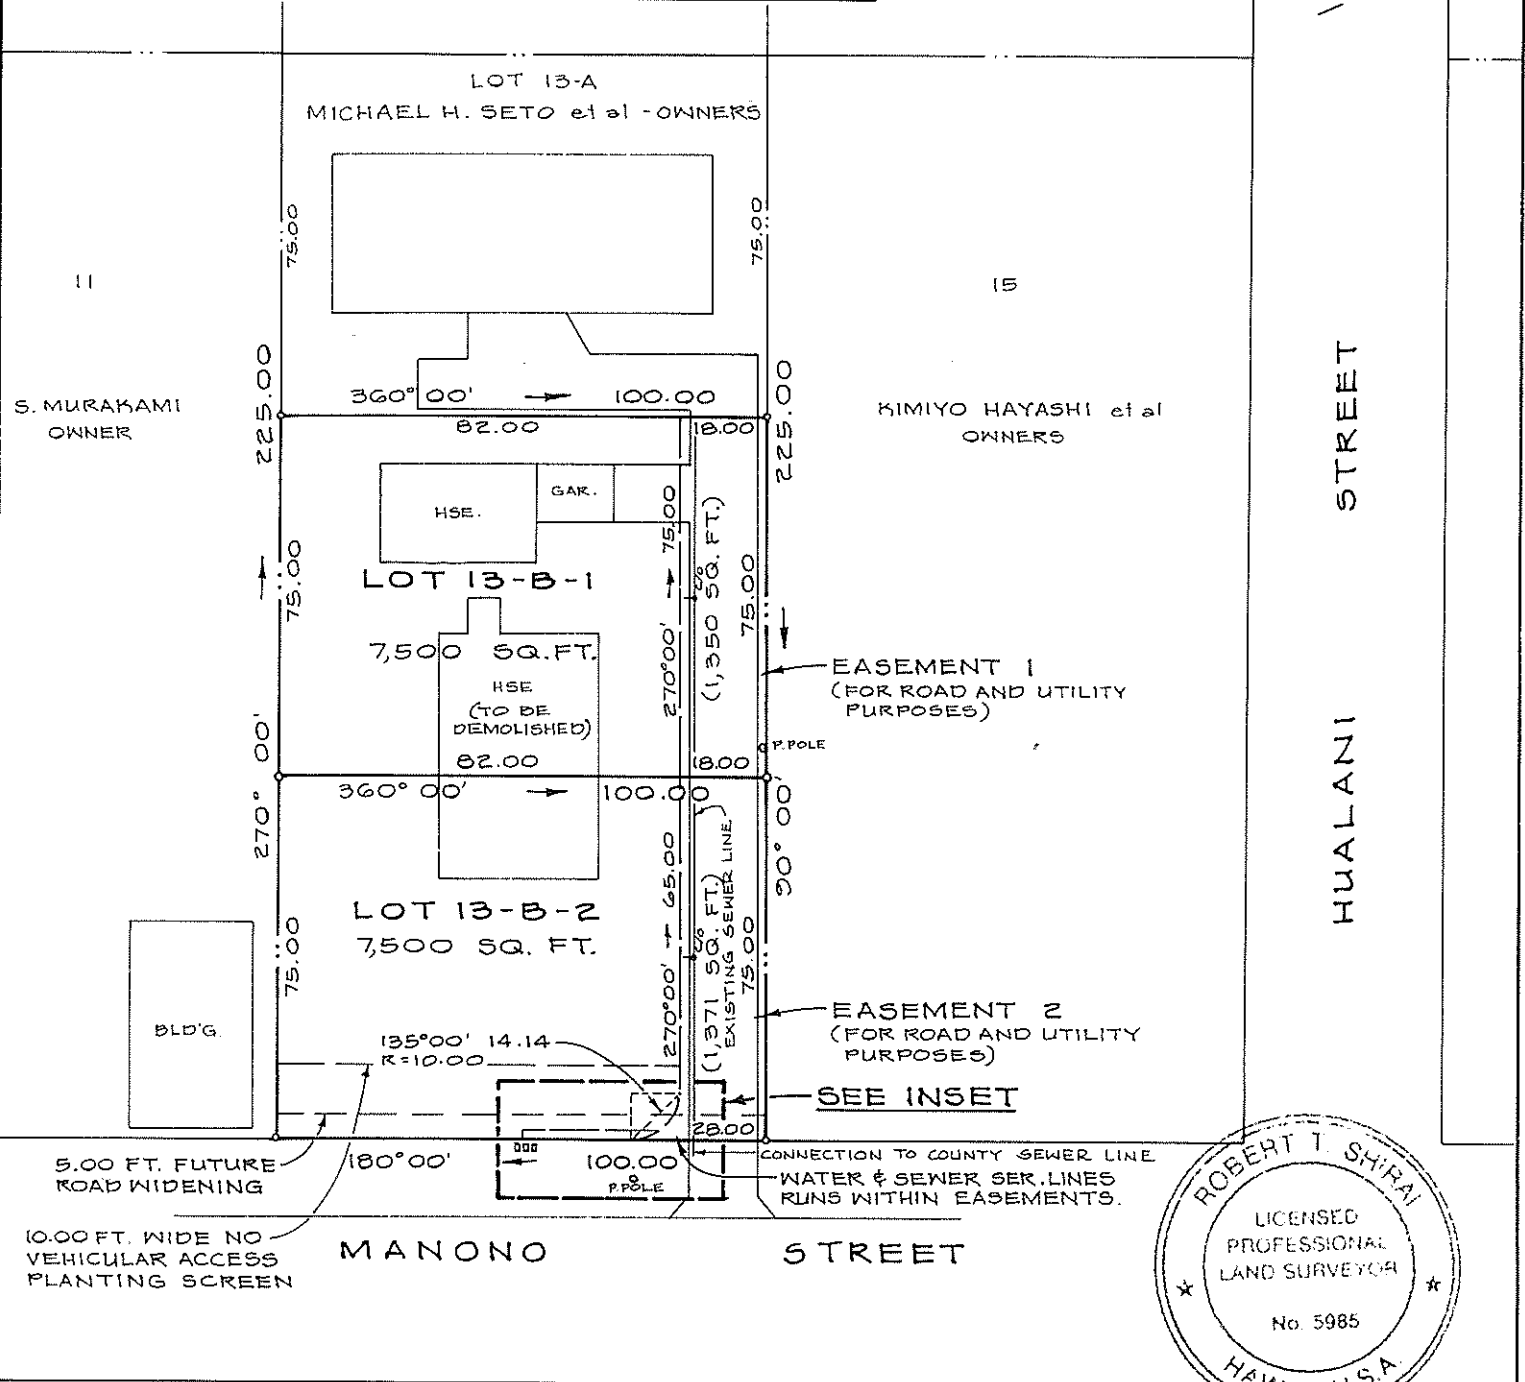 LOT 13-A
MICHAEL H. SETO et al - OWNERS
75.00
75.00
11
15
S. MURAKAMI
OWNER
225.00
360° 00'
100.00
82.00
18.00
225.00
KIMIYO HAYASHI et al
OWNERS
HUALANI STREET
HSE.
GAR.
LOT 13-B-1
7,500 SQ. FT.
75.00
270°00' 75.00
(1,350 SQ. FT.)
c/o
75.00
HSE
(TO BE
DEMOLISHED)
EASEMENT 1
(FOR ROAD AND UTILITY
PURPOSES)
P. POLE
82.00
18.00
360° 00'
100.00
270° 00'
90° 00'
LOT 13-B-2
7,500 SQ. FT.
75.00
270°00' 65.00
(1,371 SQ. FT.)
EXISTING SEWER LINE
c/o
75.00
BLD'G.
EASEMENT 2
(FOR ROAD AND UTILITY
PURPOSES)
135°00' 14.14
R=10.00
SEE INSET
28.00
180°00'
100.00
P. POLE
5.00 FT. FUTURE
ROAD WIDENING
CONNECTION TO COUNTY SEWER LINE
WATER & SEWER SER. LINES
RUNS WITHIN EASEMENTS.
10.00 FT. WIDE NO
VEHICULAR ACCESS
PLANTING SCREEN
MANONO STREET
ROBERT T. SHIRAI
LICENSED
PROFESSIONAL
LAND SURVEYOR
No. 5985
U.S.A.